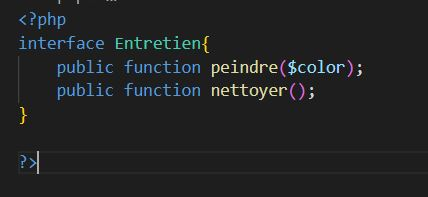 <?php
interface Entretien{
    public function peindre($color);
    public function nettoyer();
}

?>